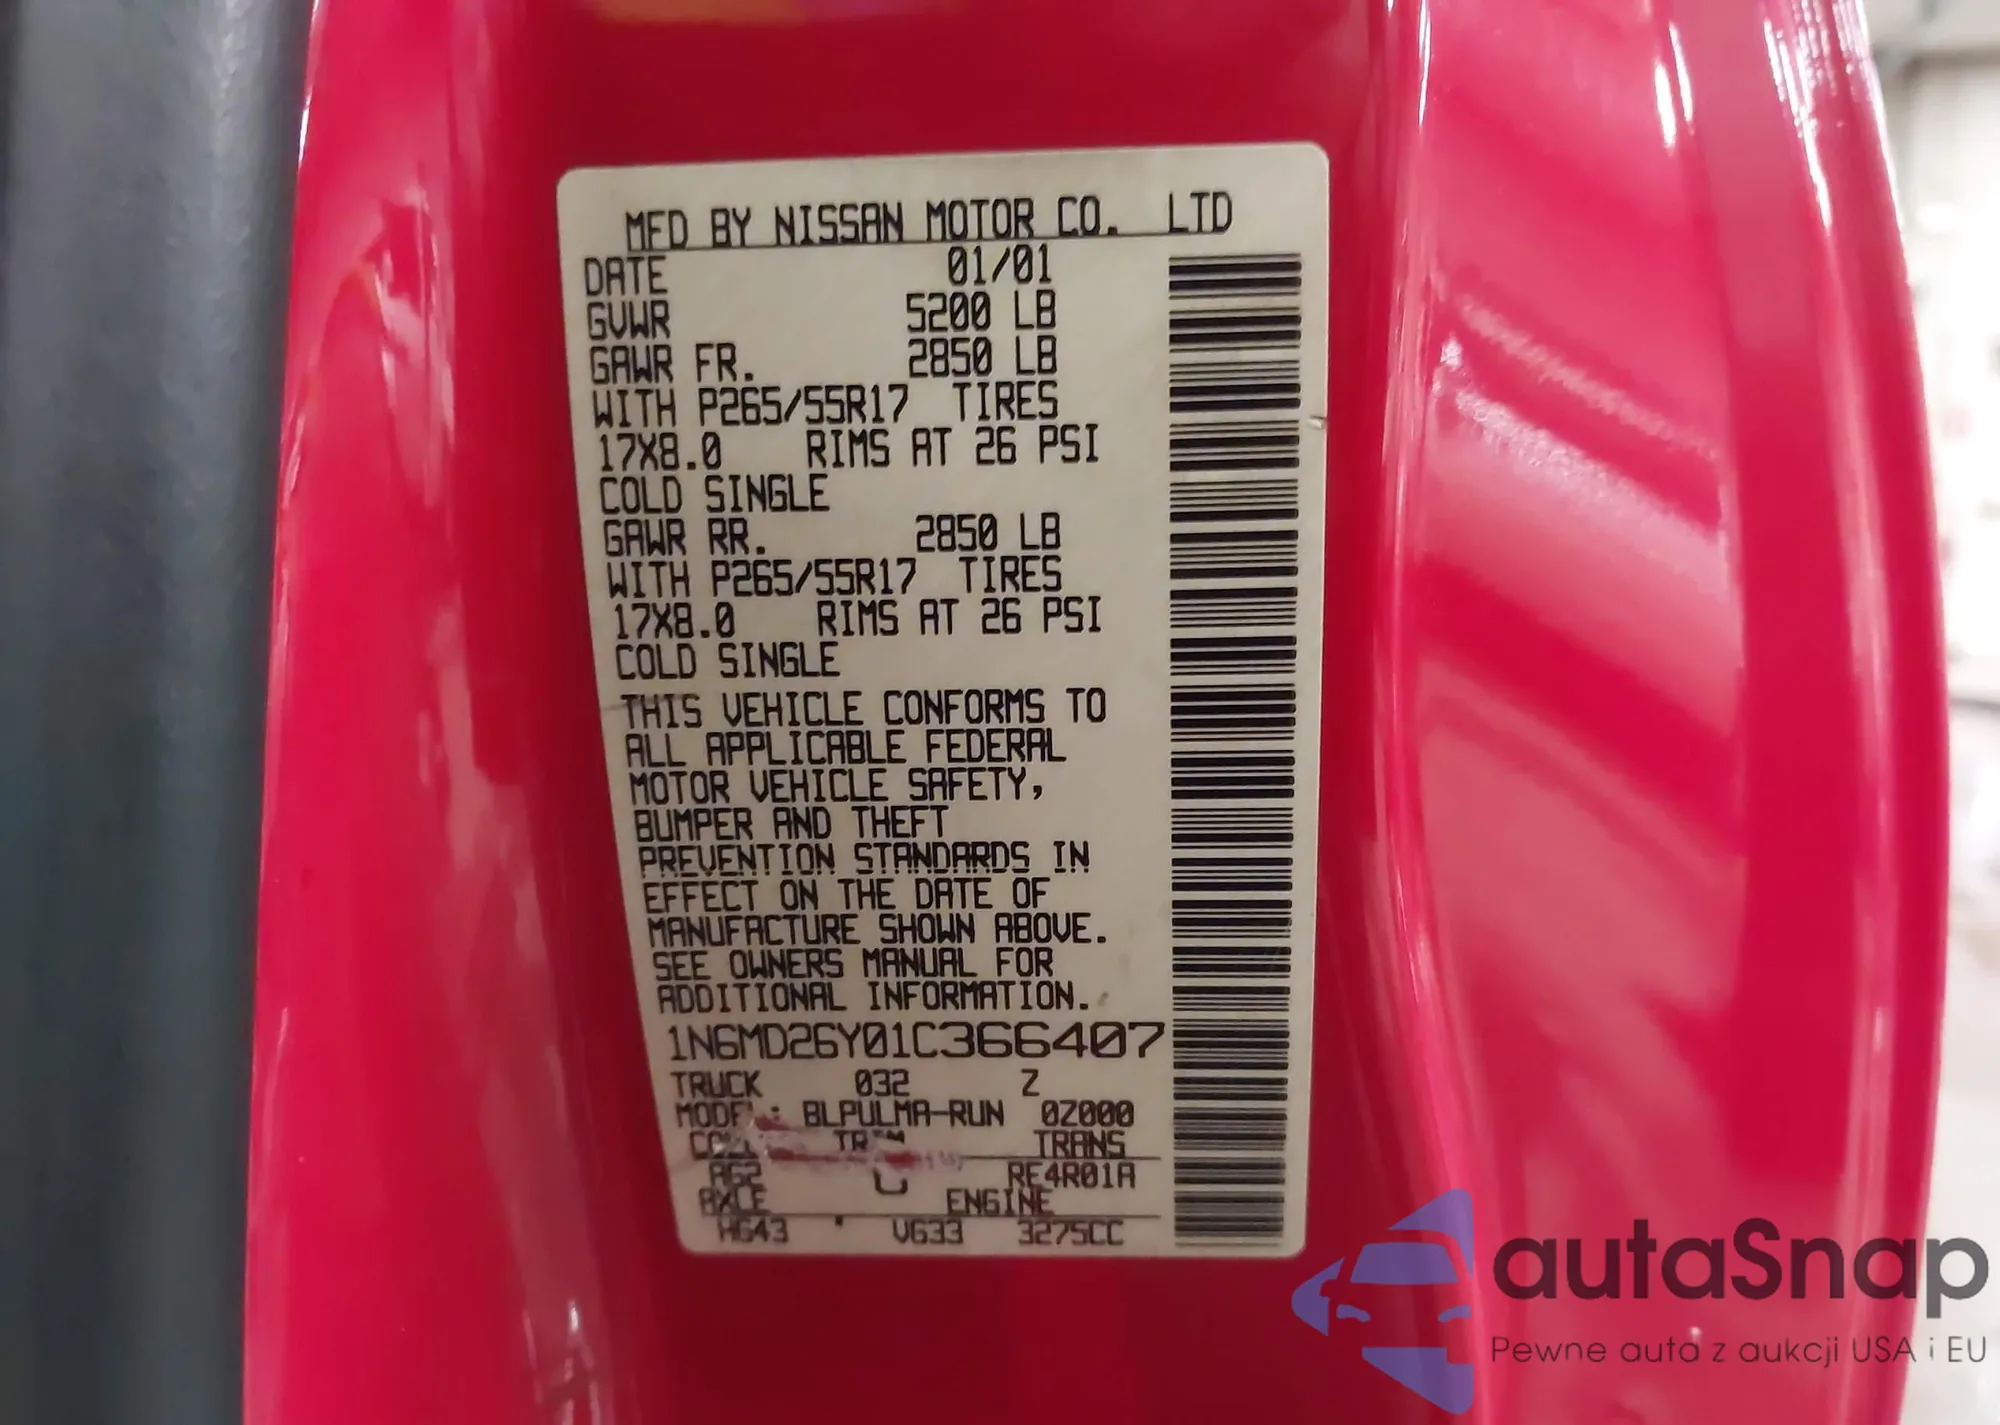 MFD BY NISSAN MOTOR CO. LTD
DATE 01/01
GVWR 5200 LB
GAWR FR. 2850 LB
WITH P265/55R17 TIRES
17X8.0 RIMS AT 26 PSI
COLD SINGLE
GAWR RR. 2850 LB
WITH P265/55R17 TIRES
17X8.0 RIMS AT 26 PSI
COLD SINGLE
THIS VEHICLE CONFORMS TO
ALL APPLICABLE FEDERAL
MOTOR VEHICLE SAFETY,
BUMPER AND THEFT
PREVENTION STANDARDS IN
EFFECT ON THE DATE OF
MANUFACTURE SHOWN ABOVE.
SEE OWNERS MANUAL FOR
ADDITIONAL INFORMATION.
1N6MD26Y01C366407
TRUCK 032 Z
MODEL: BLPULMA-RUN 0Z000
TRANS
AG2 RE4R01A
AXLE ENGINE
HG43 VG33 3275CC
autaSnap
Pewne auta z aukcji USA i EU